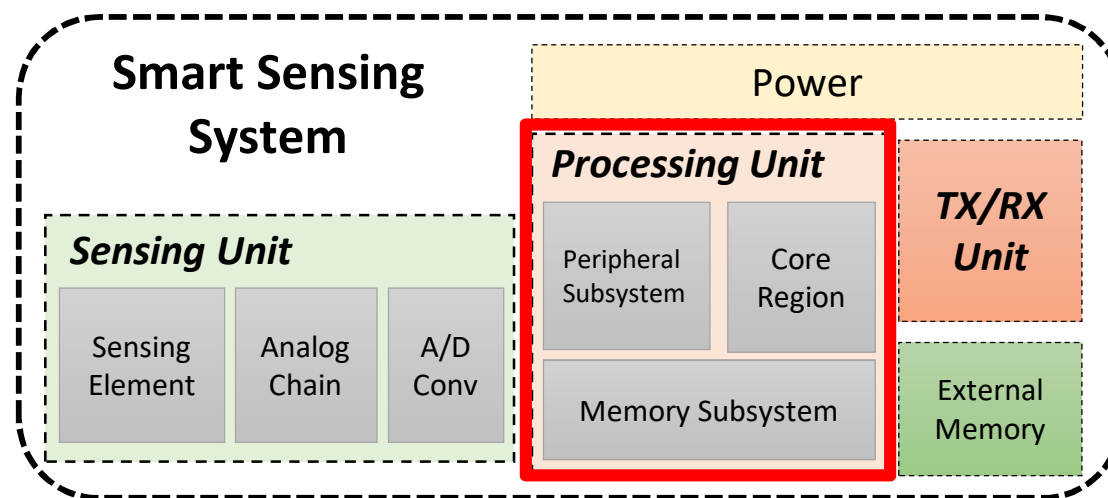 Smart Sensing
System
Power
Processing Unit
Peripheral
Subsystem
Core
Region
Memory Subsystem
TX/RX
Unit
External
Memory
Sensing Unit
Sensing
Element
Analog
Chain
A/D
Conv